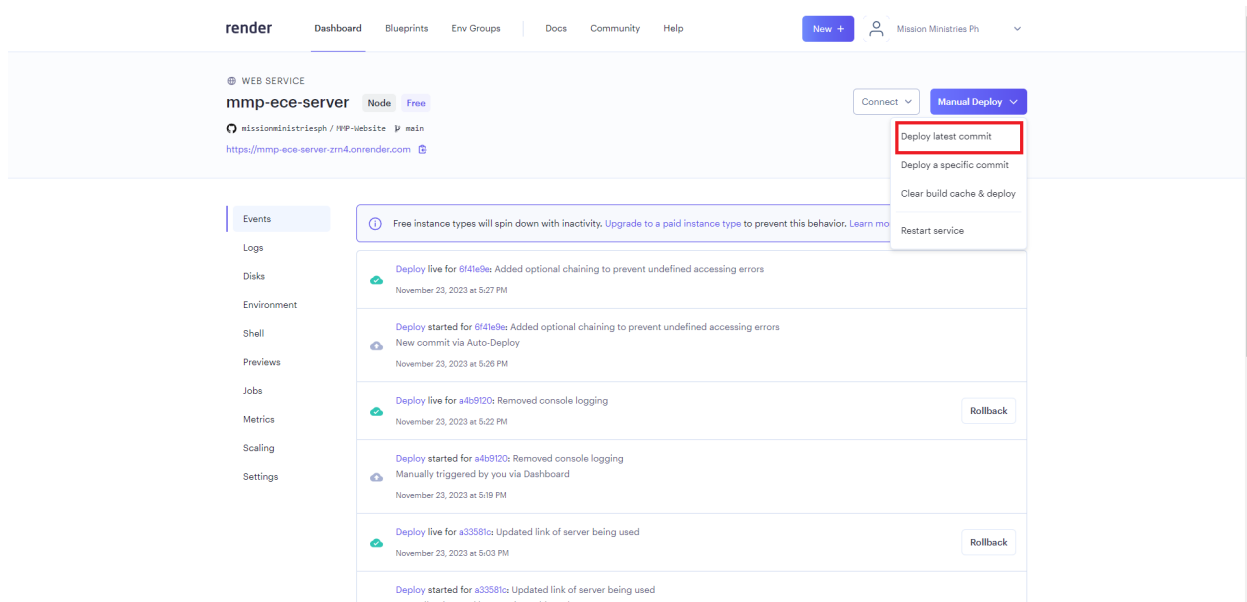 render
Dashboard
Blueprints
Env Groups
Docs
Community
Help
New +
Mission Ministries Ph
WEB SERVICE
mmp-ece-server
Node
Free
missionministriesph / MMP-Website
main
https://mmp-ece-server-zrn4.onrender.com
Connect
Manual Deploy
Deploy latest commit
Deploy a specific commit
Clear build cache & deploy
Restart service
Events
Logs
Disks
Environment
Shell
Previews
Jobs
Metrics
Scaling
Settings
Free instance types will spin down with inactivity. Upgrade to a paid instance type to prevent this behavior. Learn mo
Deploy live for 6f41e9e: Added optional chaining to prevent undefined accessing errors
November 23, 2023 at 5:27 PM
Deploy started for 6f41e9e: Added optional chaining to prevent undefined accessing errors
New commit via Auto-Deploy
November 23, 2023 at 5:26 PM
Deploy live for a4b9120: Removed console logging
November 23, 2023 at 5:22 PM
Rollback
Deploy started for a4b9120: Removed console logging
Manually triggered by you via Dashboard
November 23, 2023 at 5:19 PM
Deploy live for a33581c: Updated link of server being used
November 23, 2023 at 5:03 PM
Rollback
Deploy started for a33581c: Updated link of server being used